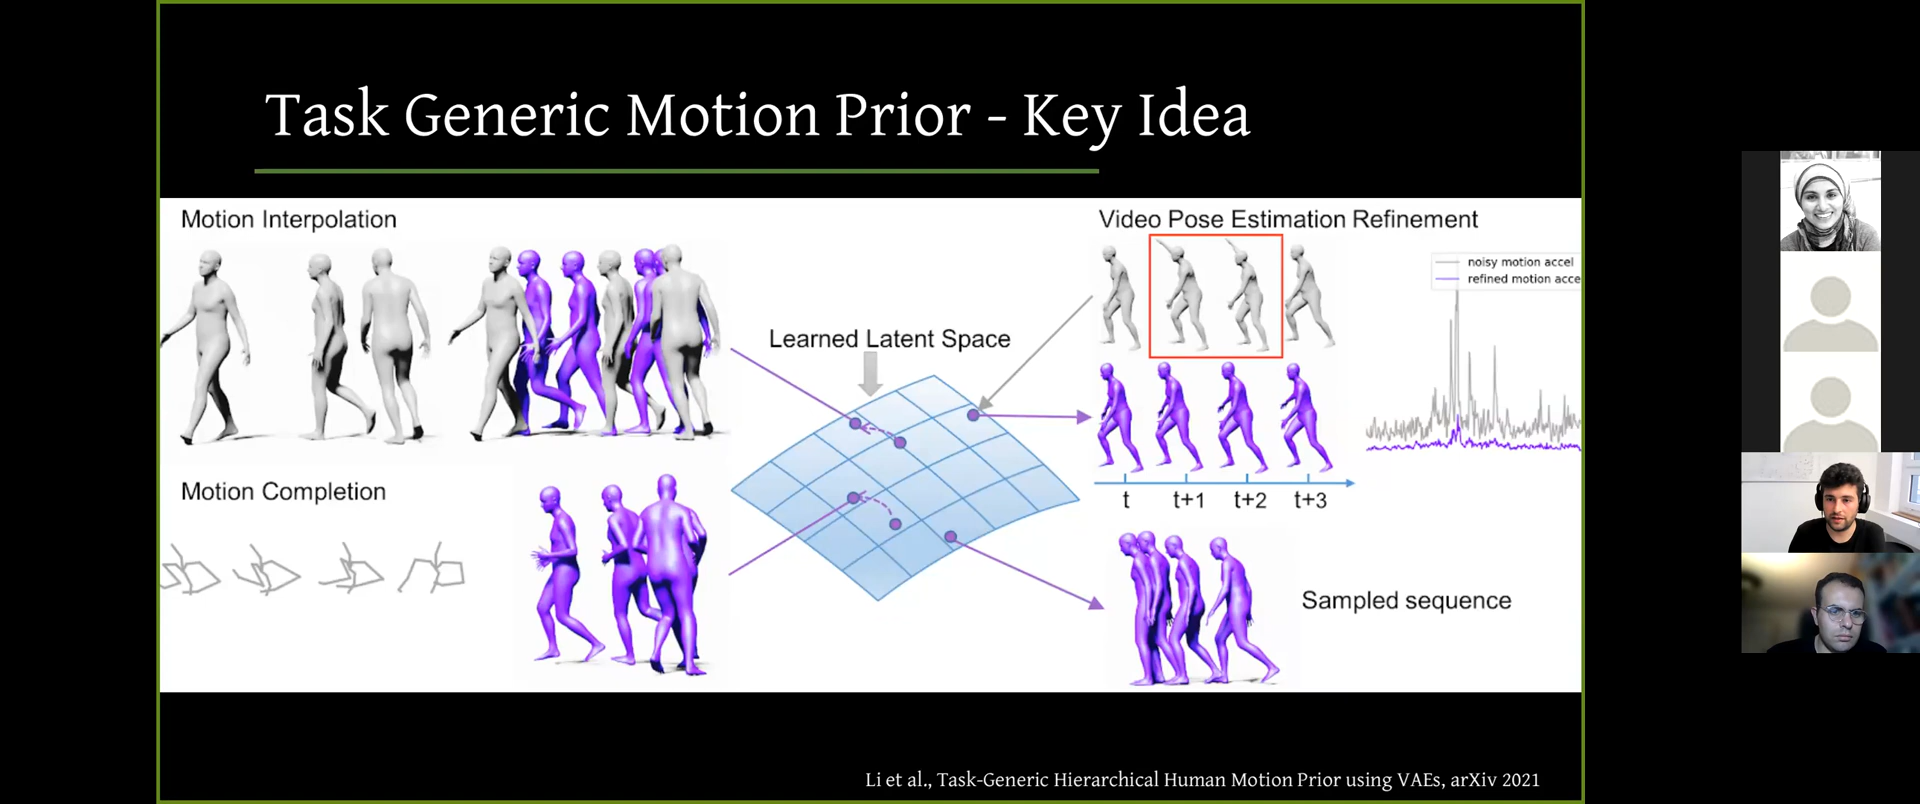 Task Generic Motion Prior - Key Idea
Motion Interpolation
Video Pose Estimation Refinement
noisy motion accel
refined motion acce
Learned Latent Space
t t+1 t+2 t+3
Motion Completion
Sampled sequence
Li et al., Task-Generic Hierarchical Human Motion Prior using VAEs, arXiv 2021